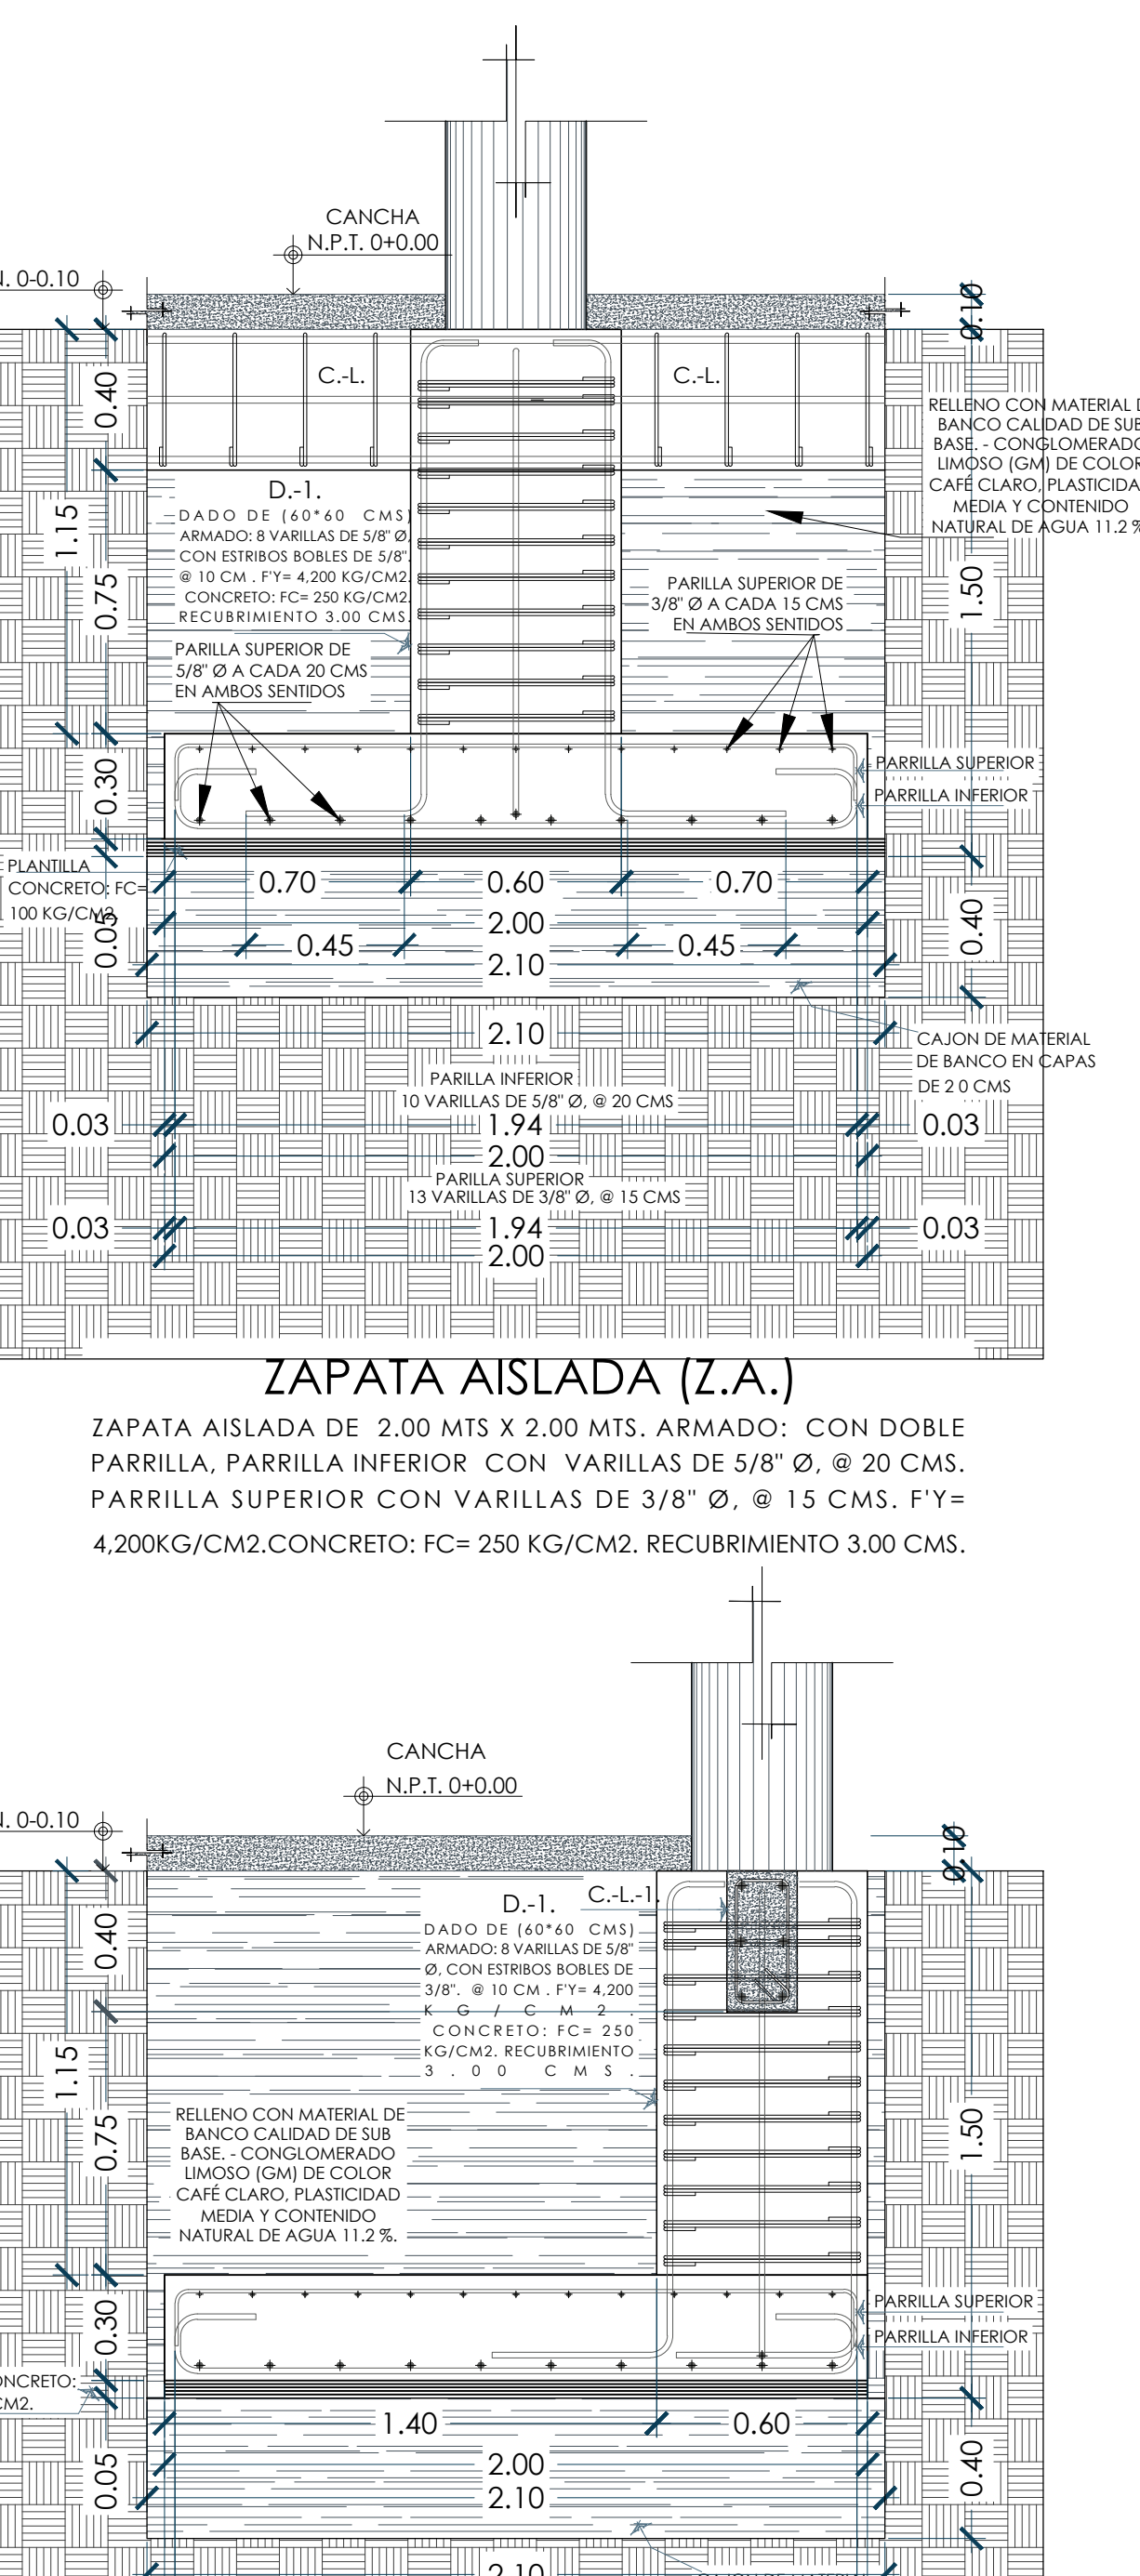 CANCHA
N.P.T. 0+0.00
0-0.10
0.10
0.40
C.-L.
C.-L.
RELLENO CON MATERIAL
BANCO CALIDAD DE SUB
BASE. - CONGLOMERADO
LIMOSO (GM) DE COLOR
CAFÉ CLARO,
MEDIA Y CONTENIDO
NATURAL DE AGUA 11.2 %
D.-1.
DADO DE (60*60 CMS)
ARMADO: 8 VARILLAS DE 5/8" Ø,
CON ESTRIBOS BOBLES DE 5/8".
@ 10 CM . F'Y= 4,200 KG/CM2.
CONCRETO: FC= 250 KG/CM2.
RECUBRIMIENTO 3.00 CMS.
1.15
0.75
1.50
PARILLA SUPERIOR DE
3/8" Ø A CADA 15 CMS
EN AMBOS SENTIDOS
PARILLA SUPERIOR DE
5/8" Ø A CADA 20 CMS
EN AMBOS SENTIDOS
0.30
PARRILLA SUPERIOR
PARRILLA INFERIOR
PLANTILLA
CONCRETO: FC=
100 KG/CM2
0.05
0.70
0.60
0.70
2.00
0.45
0.45
2.10
0.40
2.10
CAJON DE MATERIAL
DE BANCO EN CAPAS
DE 2 0 CMS
PARILLA INFERIOR
10 VARILLAS DE 5/8" Ø, @ 20 CMS
0.03
1.94
0.03
2.00
PARILLA SUPERIOR
13 VARILLAS DE 3/8" Ø, @ 15 CMS
0.03
1.94
0.03
2.00
ZAPATA AISLADA (Z.A.)
ZAPATA AISLADA DE 2.00 MTS X 2.00 MTS. ARMADO: CON DOBLE
PARRILLA, PARRILLA INFERIOR CON VARILLAS DE 5/8" Ø, @ 20 CMS.
PARRILLA SUPERIOR CON VARILLAS DE 3/8" Ø, @ 15 CMS. F'Y=
4,200KG/CM2.CONCRETO: FC= 250 KG/CM2. RECUBRIMIENTO 3.00 CMS.
CANCHA
N.P.T. 0+0.00
0-0.10
0.10
0.40
D.-1.
C.-L.-1.
DADO DE (60*60 CMS)
ARMADO: 8 VARILLAS DE 5/8"
Ø, CON ESTRIBOS BOBLES DE
3/8". @ 10 CM . F'Y= 4,200
K G / C M 2 .
CONCRETO: FC= 250
KG/CM2. RECUBRIMIENTO
3 . 0 0 C M S .
1.15
0.75
1.50
RELLENO CON MATERIAL DE
BANCO CALIDAD DE SUB
BASE. - CONGLOMERADO
LIMOSO (GM) DE COLOR
CAFÉ CLARO, PLASTICIDAD
MEDIA Y CONTENIDO
NATURAL DE AGUA 11.2 %.
0.30
PARRILLA SUPERIOR
PARRILLA INFERIOR
1.40
0.60
2.00
2.10
0.05
0.40
2.10